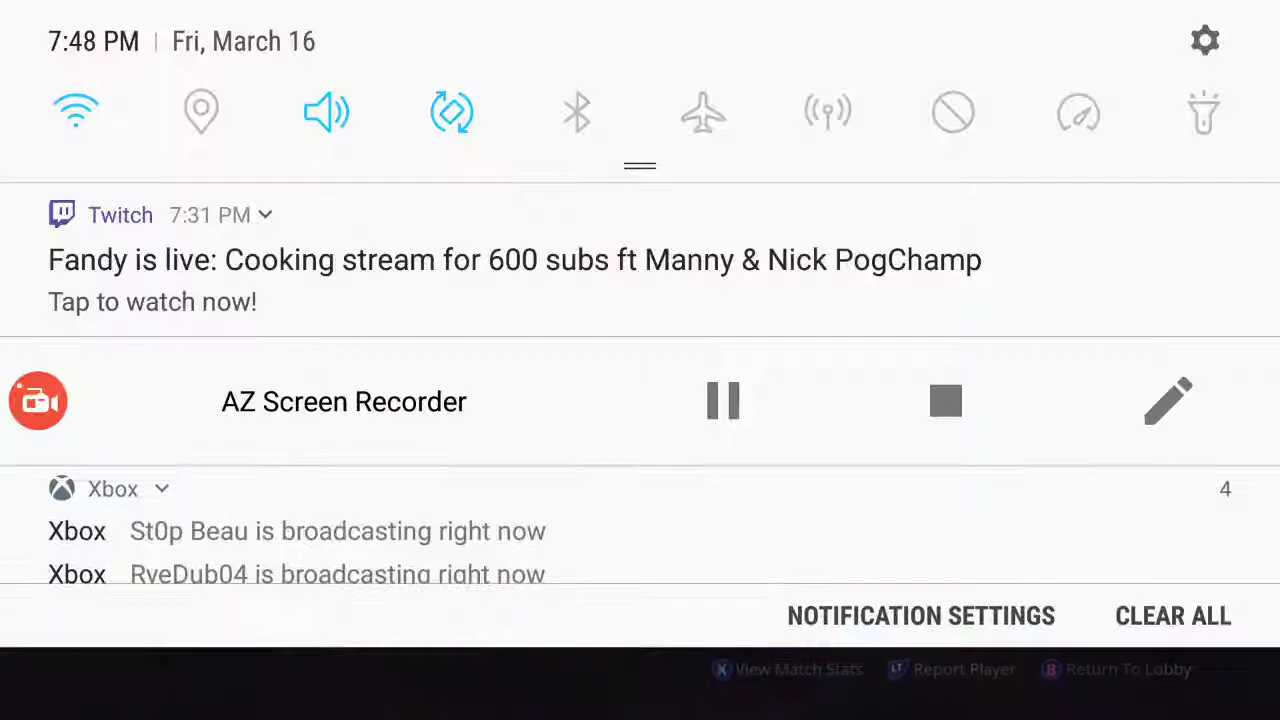 7:48 PM | Fri, March 16
Twitch 7:31 PM
Fandy is live: Cooking stream for 600 subs ft Manny & Nick PogChamp
Tap to watch now!
AZ Screen Recorder
Xbox 4
Xbox St0p Beau is broadcasting right now
Xbox RyeDub04 is broadcasting right now
NOTIFICATION SETTINGS CLEAR ALL
X View Match Stats LT Report Player B Return To Lobby